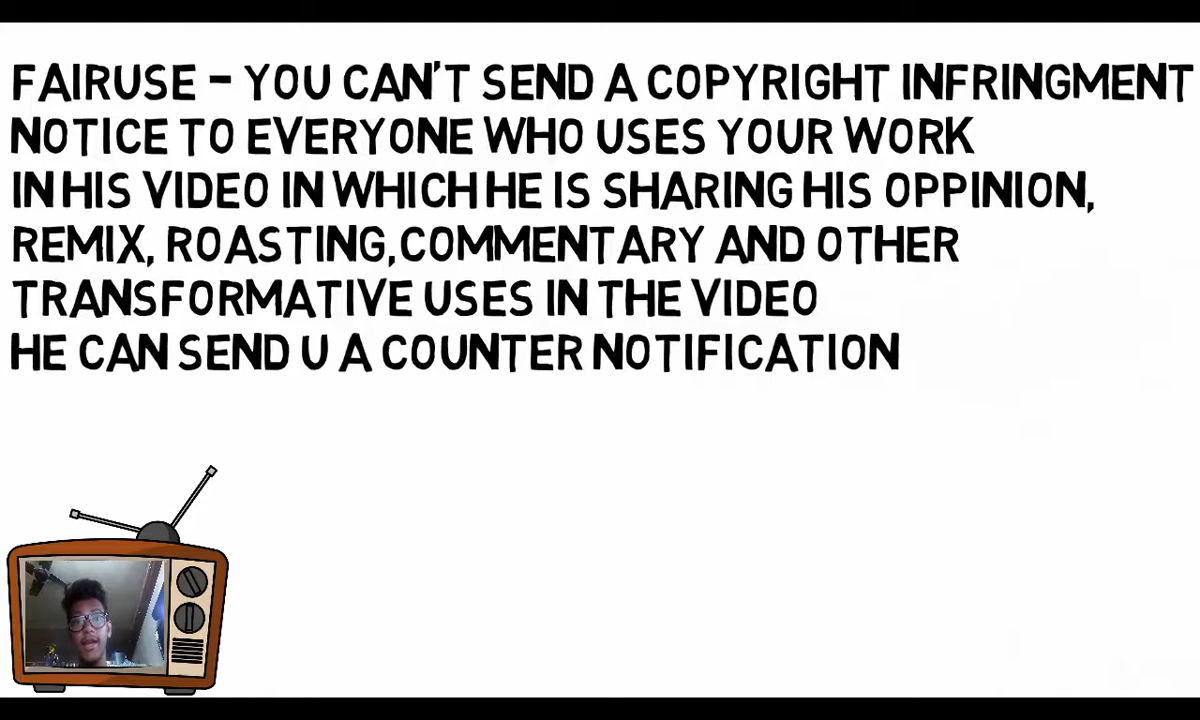 FAIRUSE – YOU CAN'T SEND A COPYRIGHT INFRINGMENT
NOTICE TO EVERYONE WHO USES YOUR WORK
IN HIS VIDEO IN WHICH HE IS SHARING HIS OPPINION,
REMIX, ROASTING,COMMENTARY AND OTHER
TRANSFORMATIVE USES IN THE VIDEO
HE CAN SEND U A COUNTER NOTIFICATION